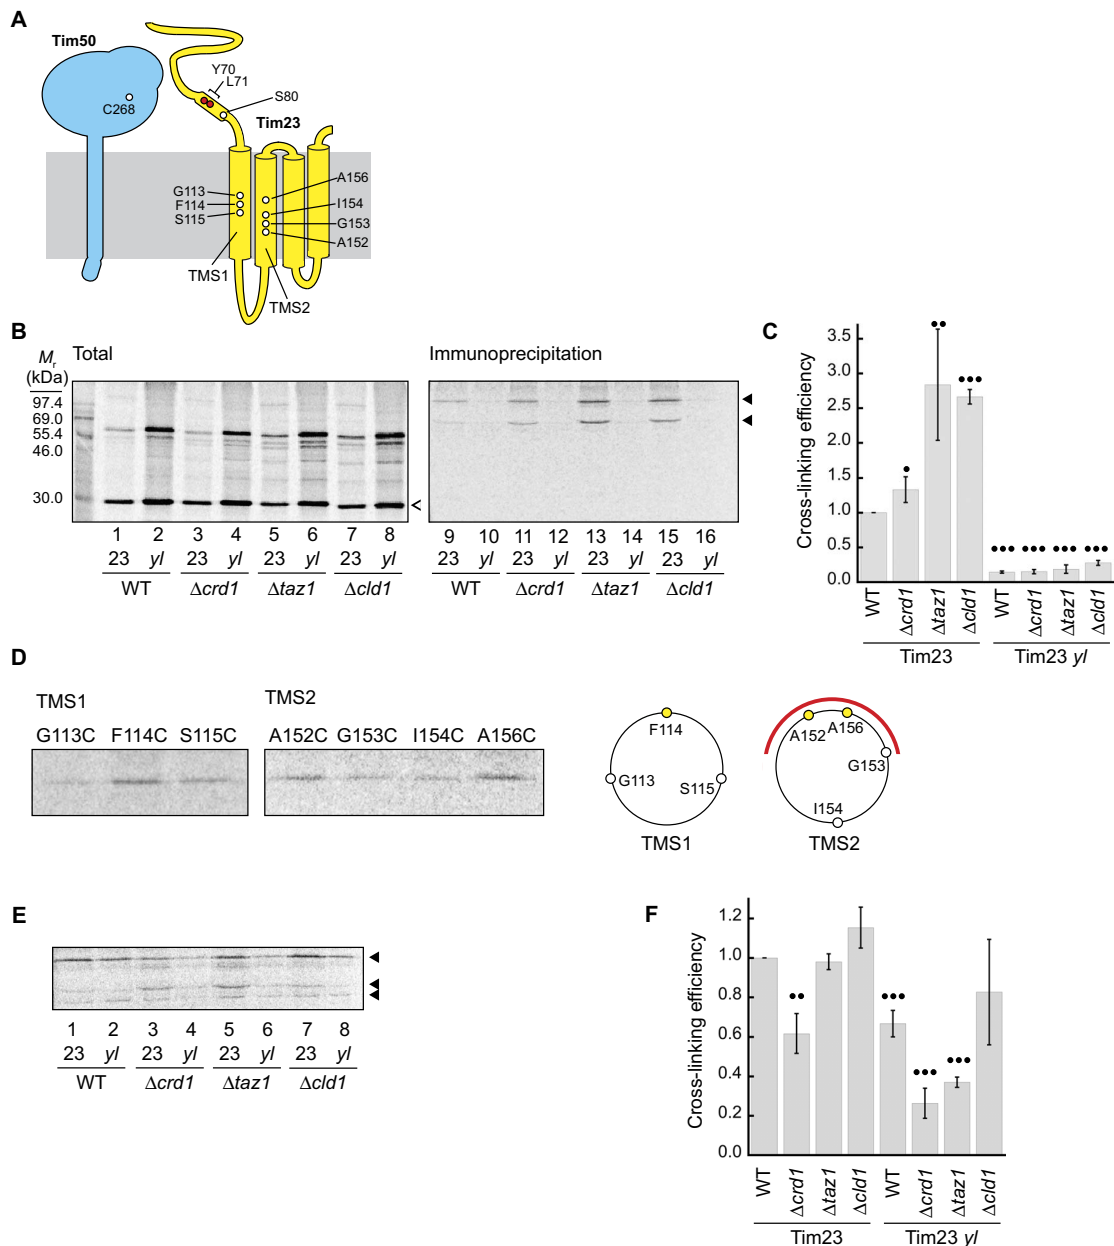 A
Tim50
C268
Y70
L71
S80
Tim23
G113
F114
S115
A156
I154
G153
A152
TMS1
TMS2
B
Total
Immunoprecipitation
Mr
(kDa)
97.4
69.0
55.4
46.0
30.0
1 2 3 4 5 6 7 8
23 yl 23 yl 23 yl 23 yl
WT Δcrd1 Δtaz1 Δcld1
9 10 11 12 13 14 15 16
23 yl 23 yl 23 yl 23 yl
WT Δcrd1 Δtaz1 Δcld1
C
Cross-linking efficiency
3.5
3.0
2.5
2.0
1.5
1.0
0.5
0.0
WT Δcrd1 Δtaz1 Δcld1 WT Δcrd1 Δtaz1 Δcld1
Tim23 Tim23 yl
D
TMS1
G113C F114C S115C
TMS2
A152C G153C I154C A156C
F114
G113
S115
TMS1
A152
A156
G153
I154
TMS2
E
1 2 3 4 5 6 7 8
23 yl 23 yl 23 yl 23 yl
WT Δcrd1 Δtaz1 Δcld1
F
Cross-linking efficiency
1.2
1.0
0.8
0.6
0.4
0.2
0.0
WT Δcrd1 Δtaz1 Δcld1 WT Δcrd1 Δtaz1 Δcld1
Tim23 Tim23 yl